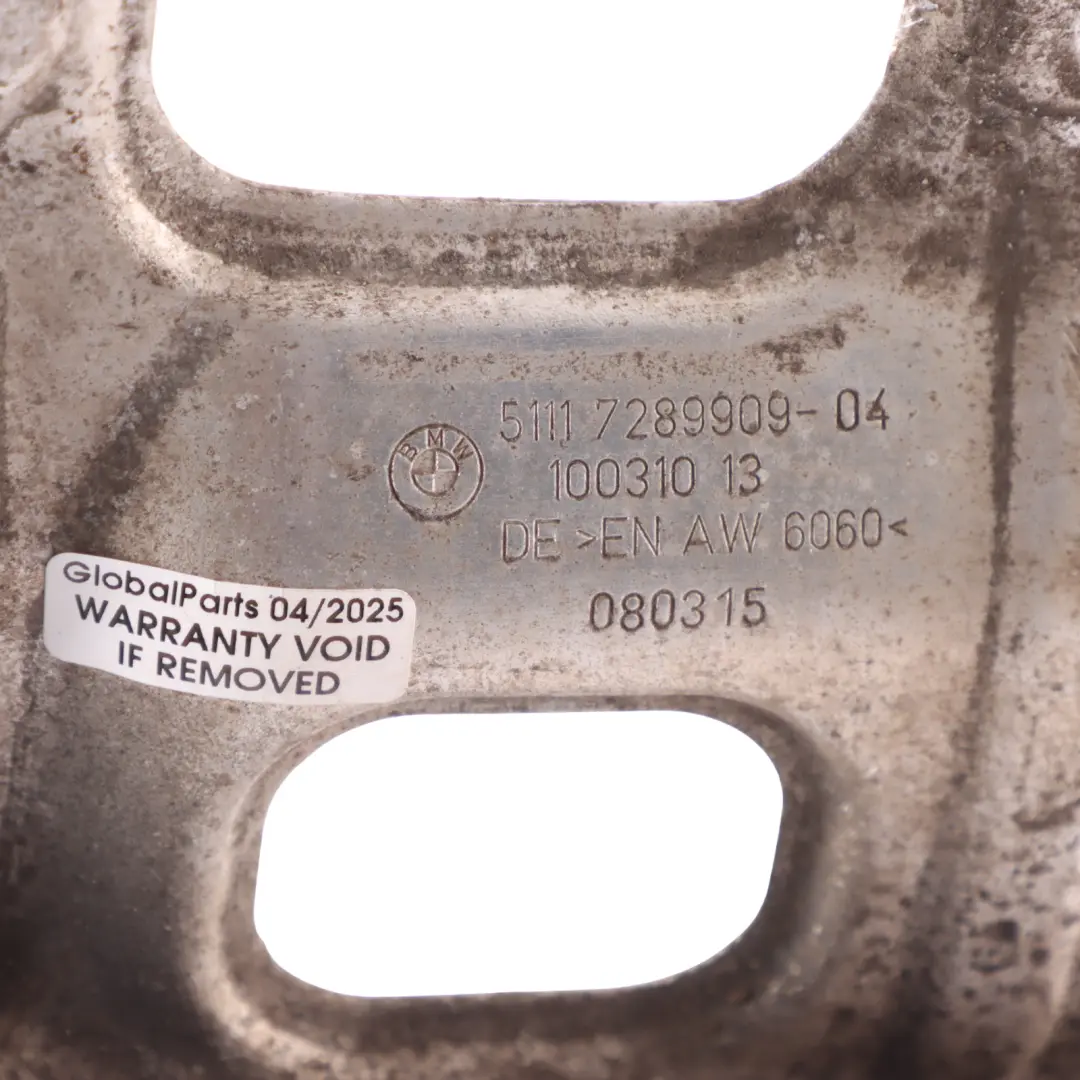 BMW
5111 7289909-04
100310 13
DE >EN AW 6060<
080315
GlobalParts 04/2025
WARRANTY VOID
IF REMOVED